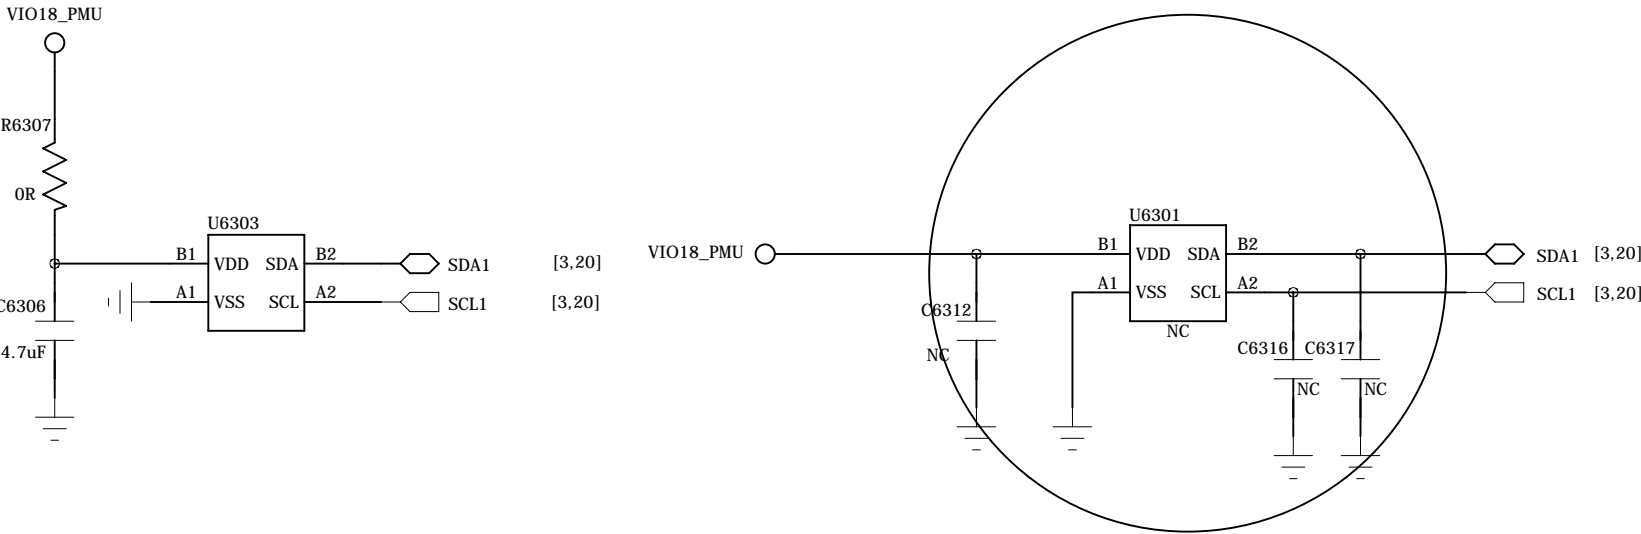 VIO18_PMU
R6307
0R
U6303
B1 VDD SDA B2 SDA1 [3,20]
A1 VSS SCL A2 SCL1 [3,20]
C6306
4.7uF
U6301
VIO18_PMU B1 VDD SDA B2 SDA1 [3,20]
A1 VSS SCL A2 SCL1 [3,20]
C6312
NC
NC
C6316 C6317
NC NC